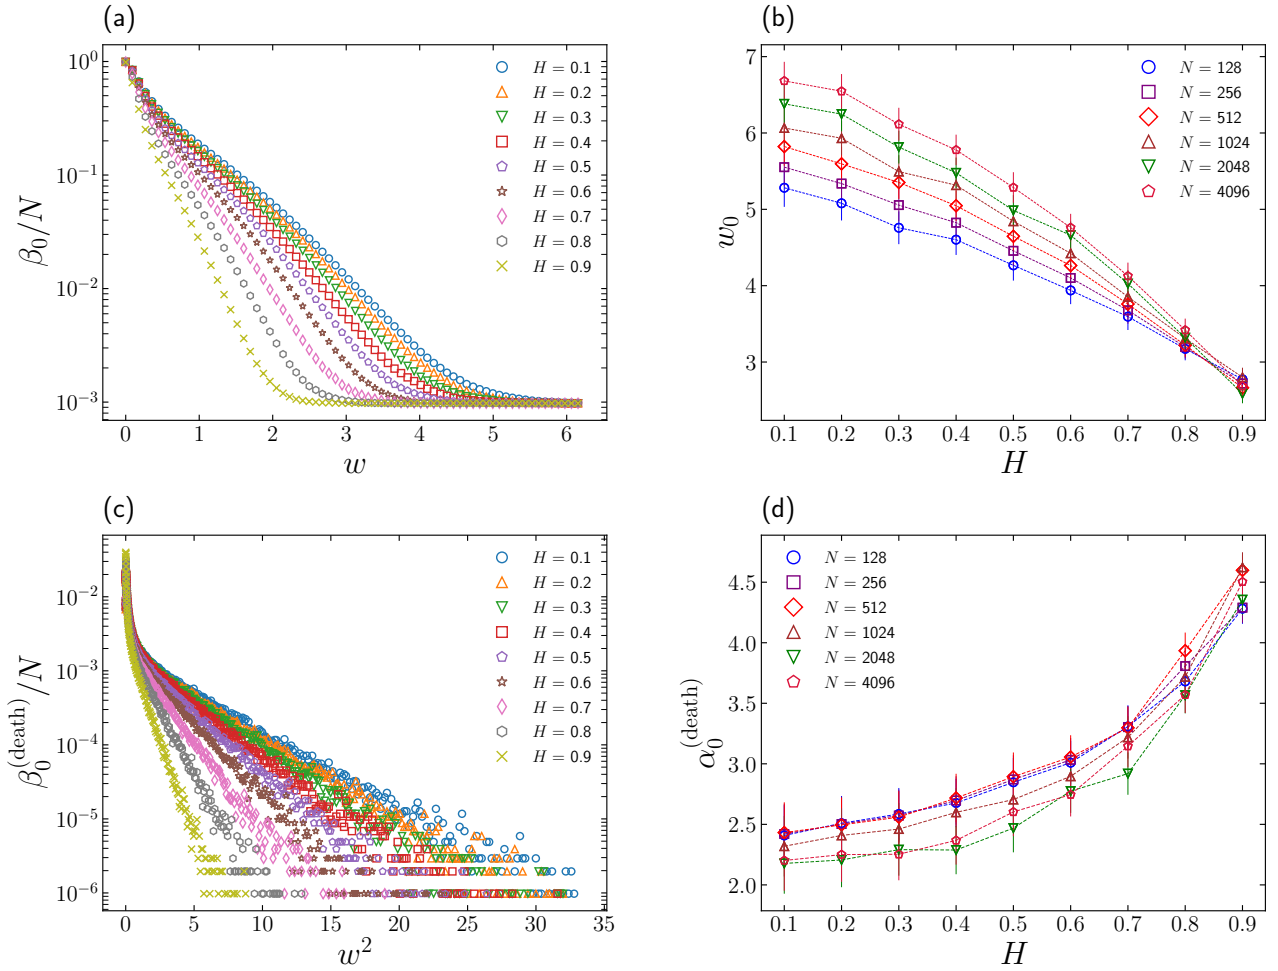 (a)
10⁰
10⁻¹
10⁻²
10⁻³
β₀/N
0 1 2 3 4 5 6
w
H = 0.1
H = 0.2
H = 0.3
H = 0.4
H = 0.5
H = 0.6
H = 0.7
H = 0.8
H = 0.9
(b)
7
6
5
4
3
w₀
0.1 0.2 0.3 0.4 0.5 0.6 0.7 0.8 0.9
H
N = 128
N = 256
N = 512
N = 1024
N = 2048
N = 4096
(c)
10⁻²
10⁻³
10⁻⁴
10⁻⁵
10⁻⁶
β₀^(death)/N
0 5 10 15 20 25 30 35
w²
H = 0.1
H = 0.2
H = 0.3
H = 0.4
H = 0.5
H = 0.6
H = 0.7
H = 0.8
H = 0.9
(d)
4.5
4.0
3.5
3.0
2.5
2.0
α₀^(death)
0.1 0.2 0.3 0.4 0.5 0.6 0.7 0.8 0.9
H
N = 128
N = 256
N = 512
N = 1024
N = 2048
N = 4096